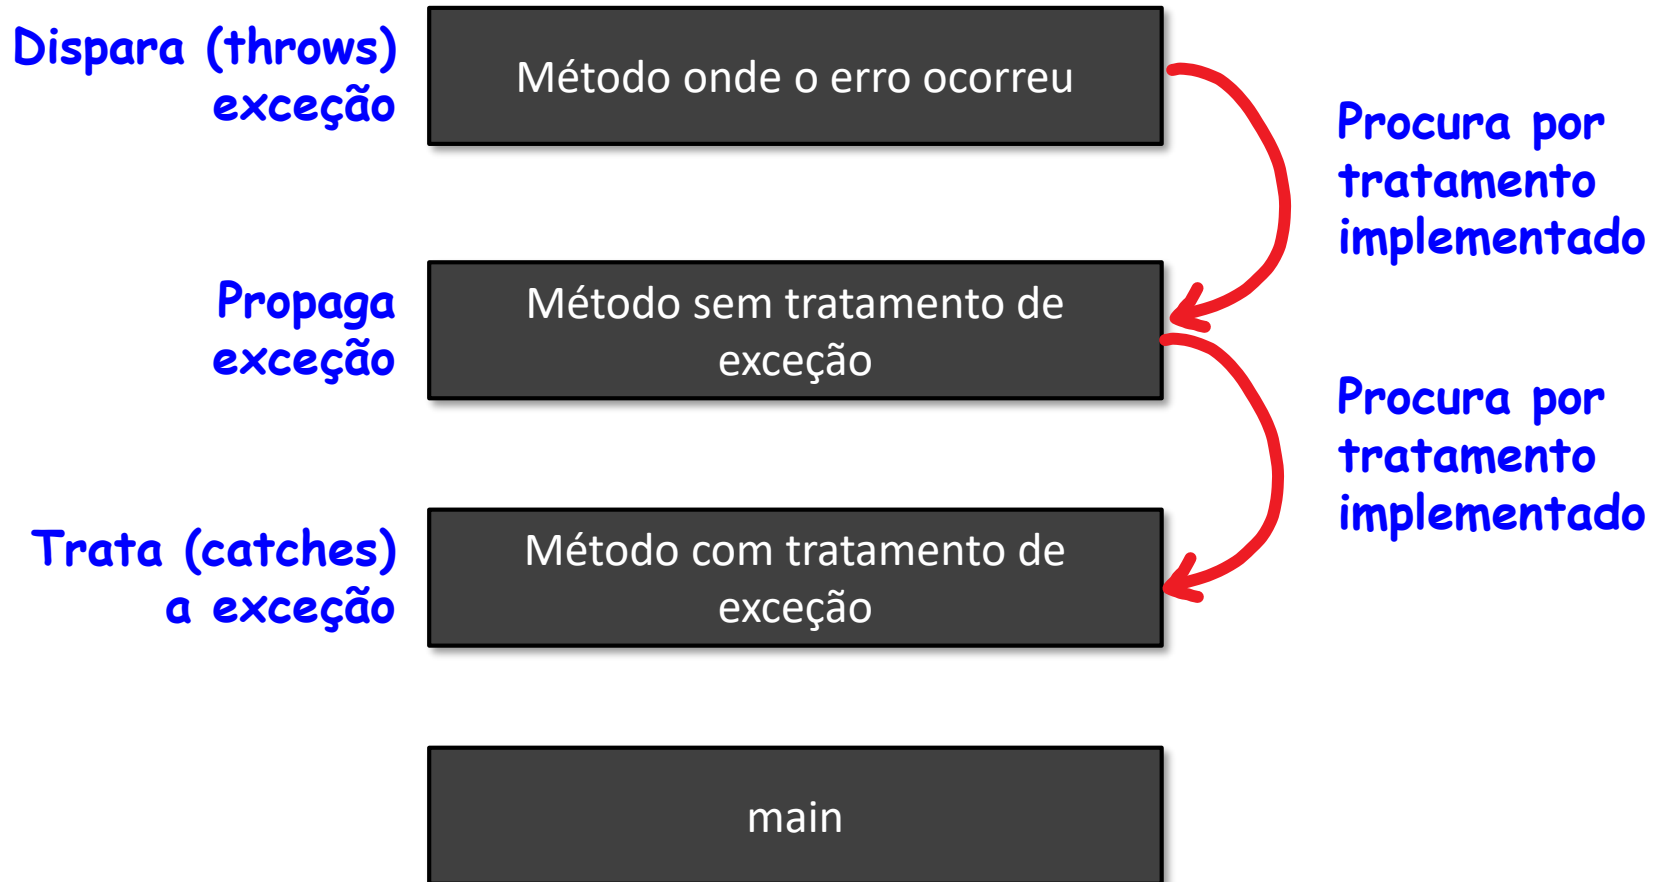 Dispara (throws)
exceção
Método onde o erro ocorreu
Procura por
tratamento
implementado
Propaga
exceção
Método sem tratamento de
exceção
Procura por
tratamento
implementado
Trata (catches)
a exceção
Método com tratamento de
exceção
main